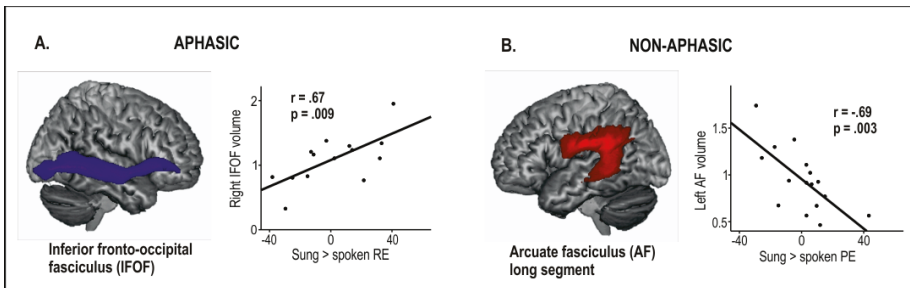 A. APHASIC
r = .67
p = .009
Right IFOF volume
2
1
0
-40 0 40
Sung > spoken RE
Inferior fronto-occipital
fasciculus (IFOF)
B. NON-APHASIC
r = -.69
p = .003
Left AF volume
1.5
1
0.5
-40 0 40
Sung > spoken PE
Arcuate fasciculus (AF)
long segment